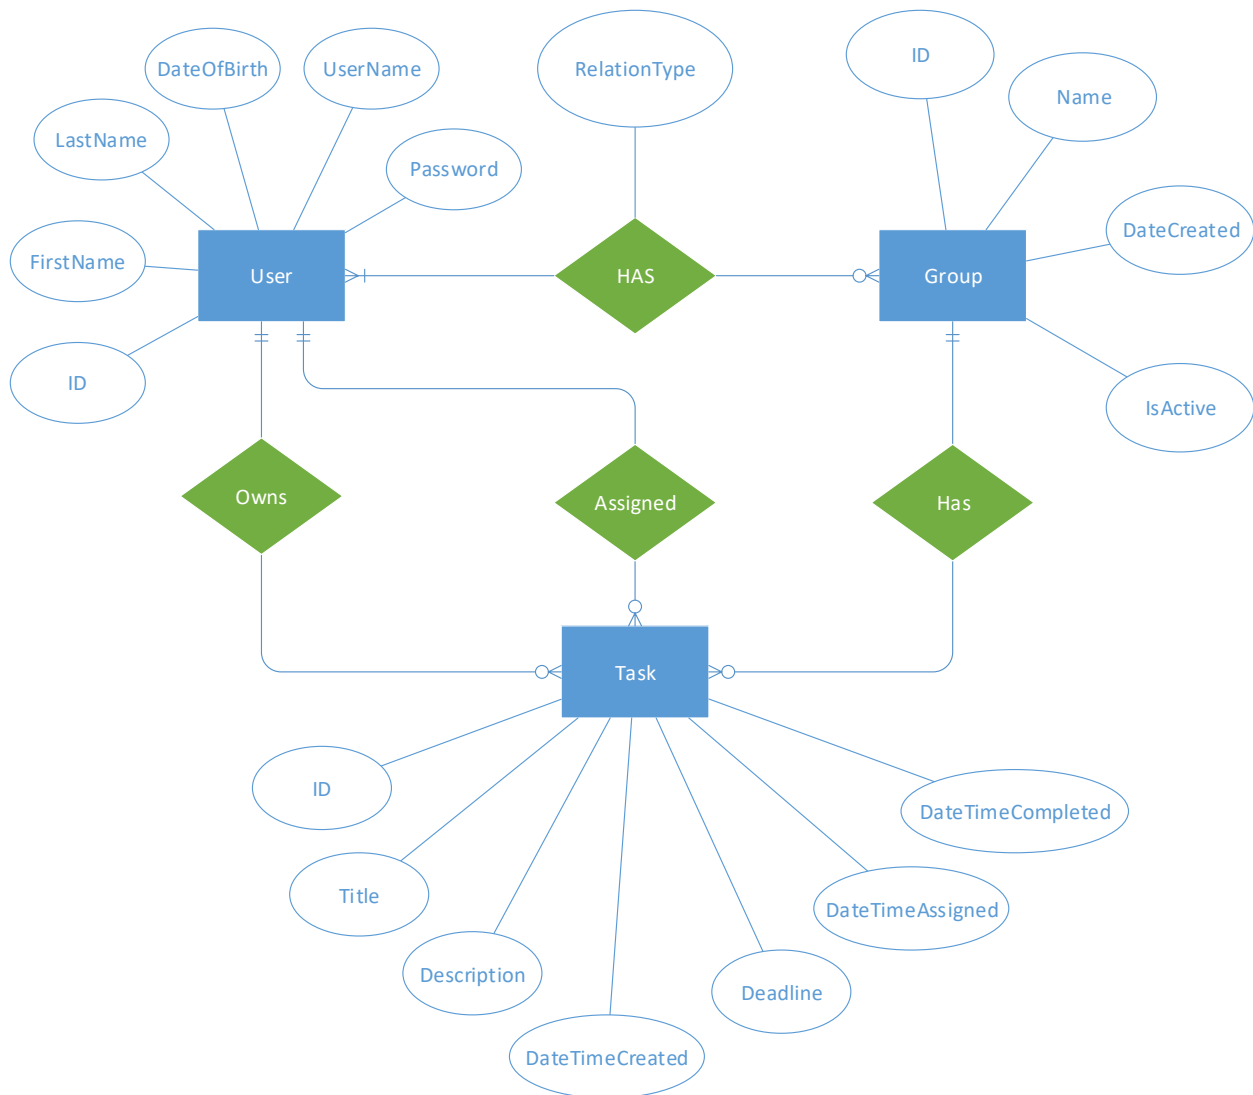 ID
DateOfBirth
UserName
RelationType
Name
LastName
Password
DateCreated
FirstName
User
HAS
Group
ID
IsActive
Owns
Assigned
Has
Task
ID
DateTimeCompleted
Title
DateTimeAssigned
Description
Deadline
DateTimeCreated